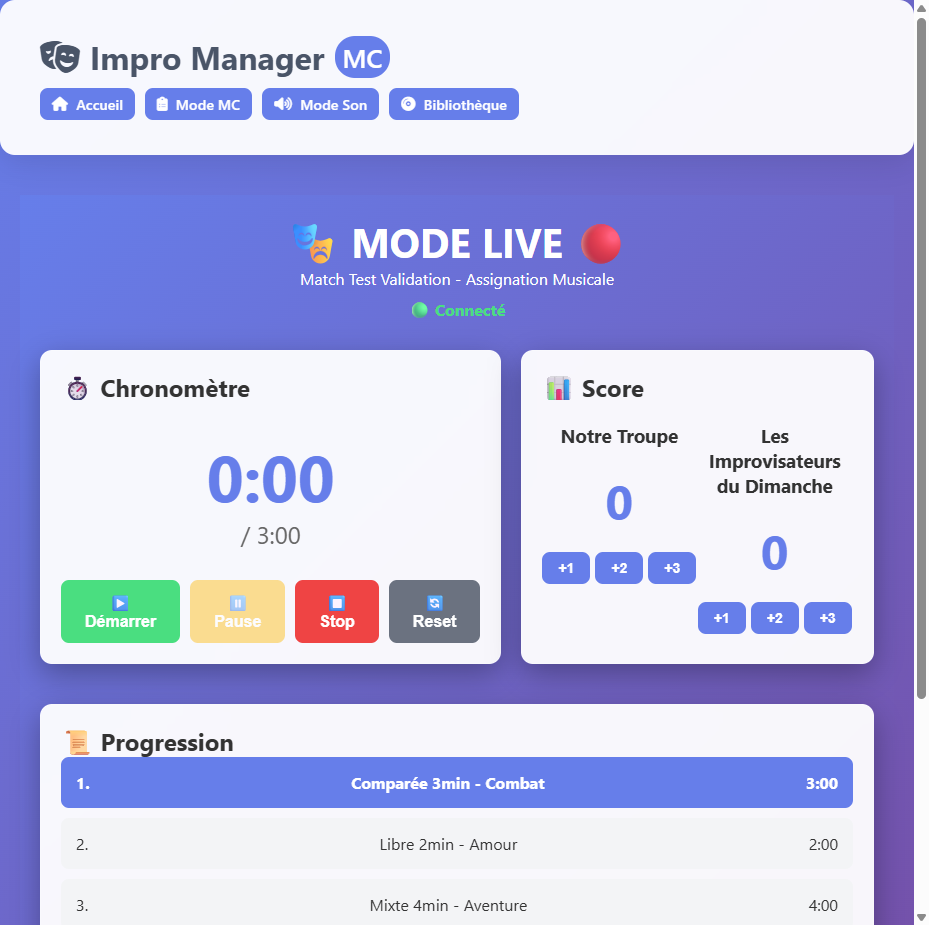 Impro Manager MC
Accueil Mode MC Mode Son Bibliothèque
MODE LIVE
Match Test Validation - Assignation Musicale
Connecté
Chronomètre
0:00
/ 3:00
Démarrer Pause Stop Reset
Score
Notre Troupe
0
+1 +2 +3
Les
Improvisateurs
du Dimanche
0
+1 +2 +3
Progression
1. Comparée 3min - Combat 3:00
2. Libre 2min - Amour 2:00
3. Mixte 4min - Aventure 4:00